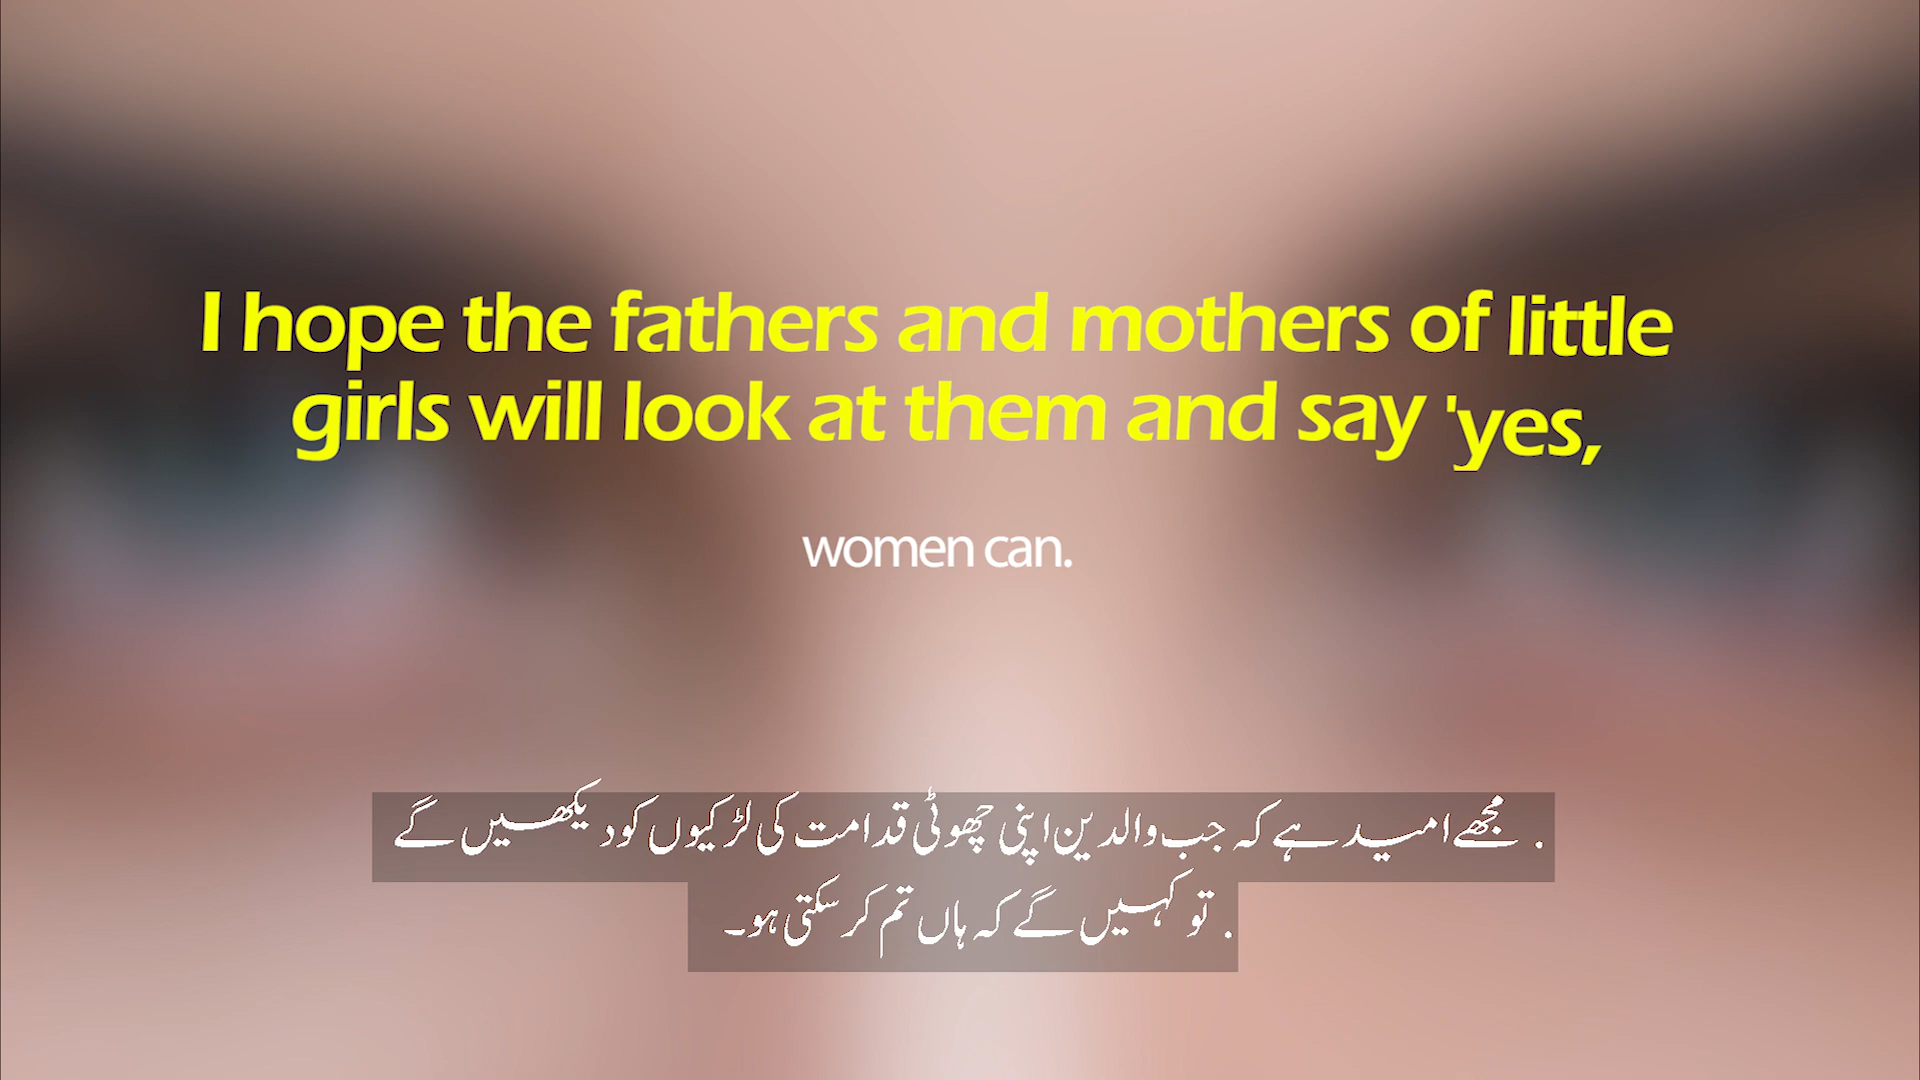 I hope the fathers and mothers of little
girls will look at them and say 'yes,
women can.
. مجھے امید ہے کہ جب والدین اپنی چھوٹی قدامت کی لڑکیوں کو دیکھیں گے
. تو کہیں گے کہ ہاں تم کر سکتی ہو۔